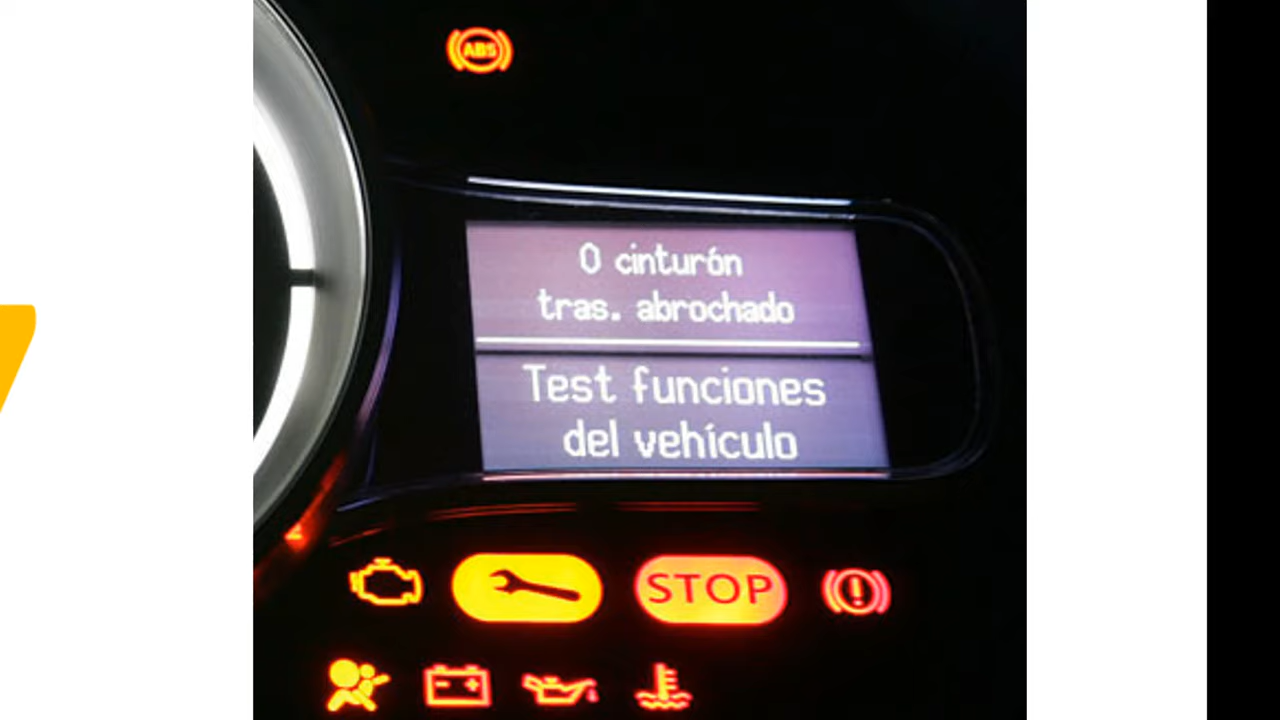 ABS
0 cinturón
tras. abrochado
Test funciones
del vehículo
STOP